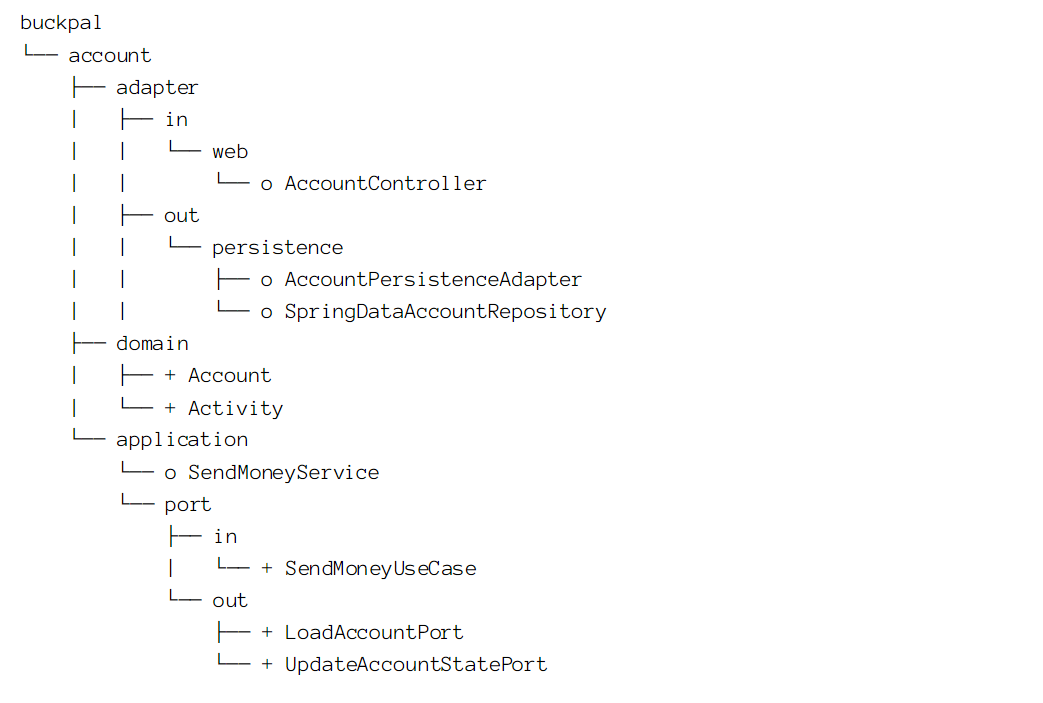 buckpal
└── account
    ├── adapter
    |   ├── in
    |   |   └── web
    |   |       └── o AccountController
    |   ├── out
    |   |   └── persistence
    |   |       ├── o AccountPersistenceAdapter
    |   |       └── o SpringDataAccountRepository
    ├── domain
    |   ├── + Account
    |   └── + Activity
    └── application
        └── o SendMoneyService
        └── port
            ├── in
            |   └── + SendMoneyUseCase
            └── out
                ├── + LoadAccountPort
                └── + UpdateAccountStatePort